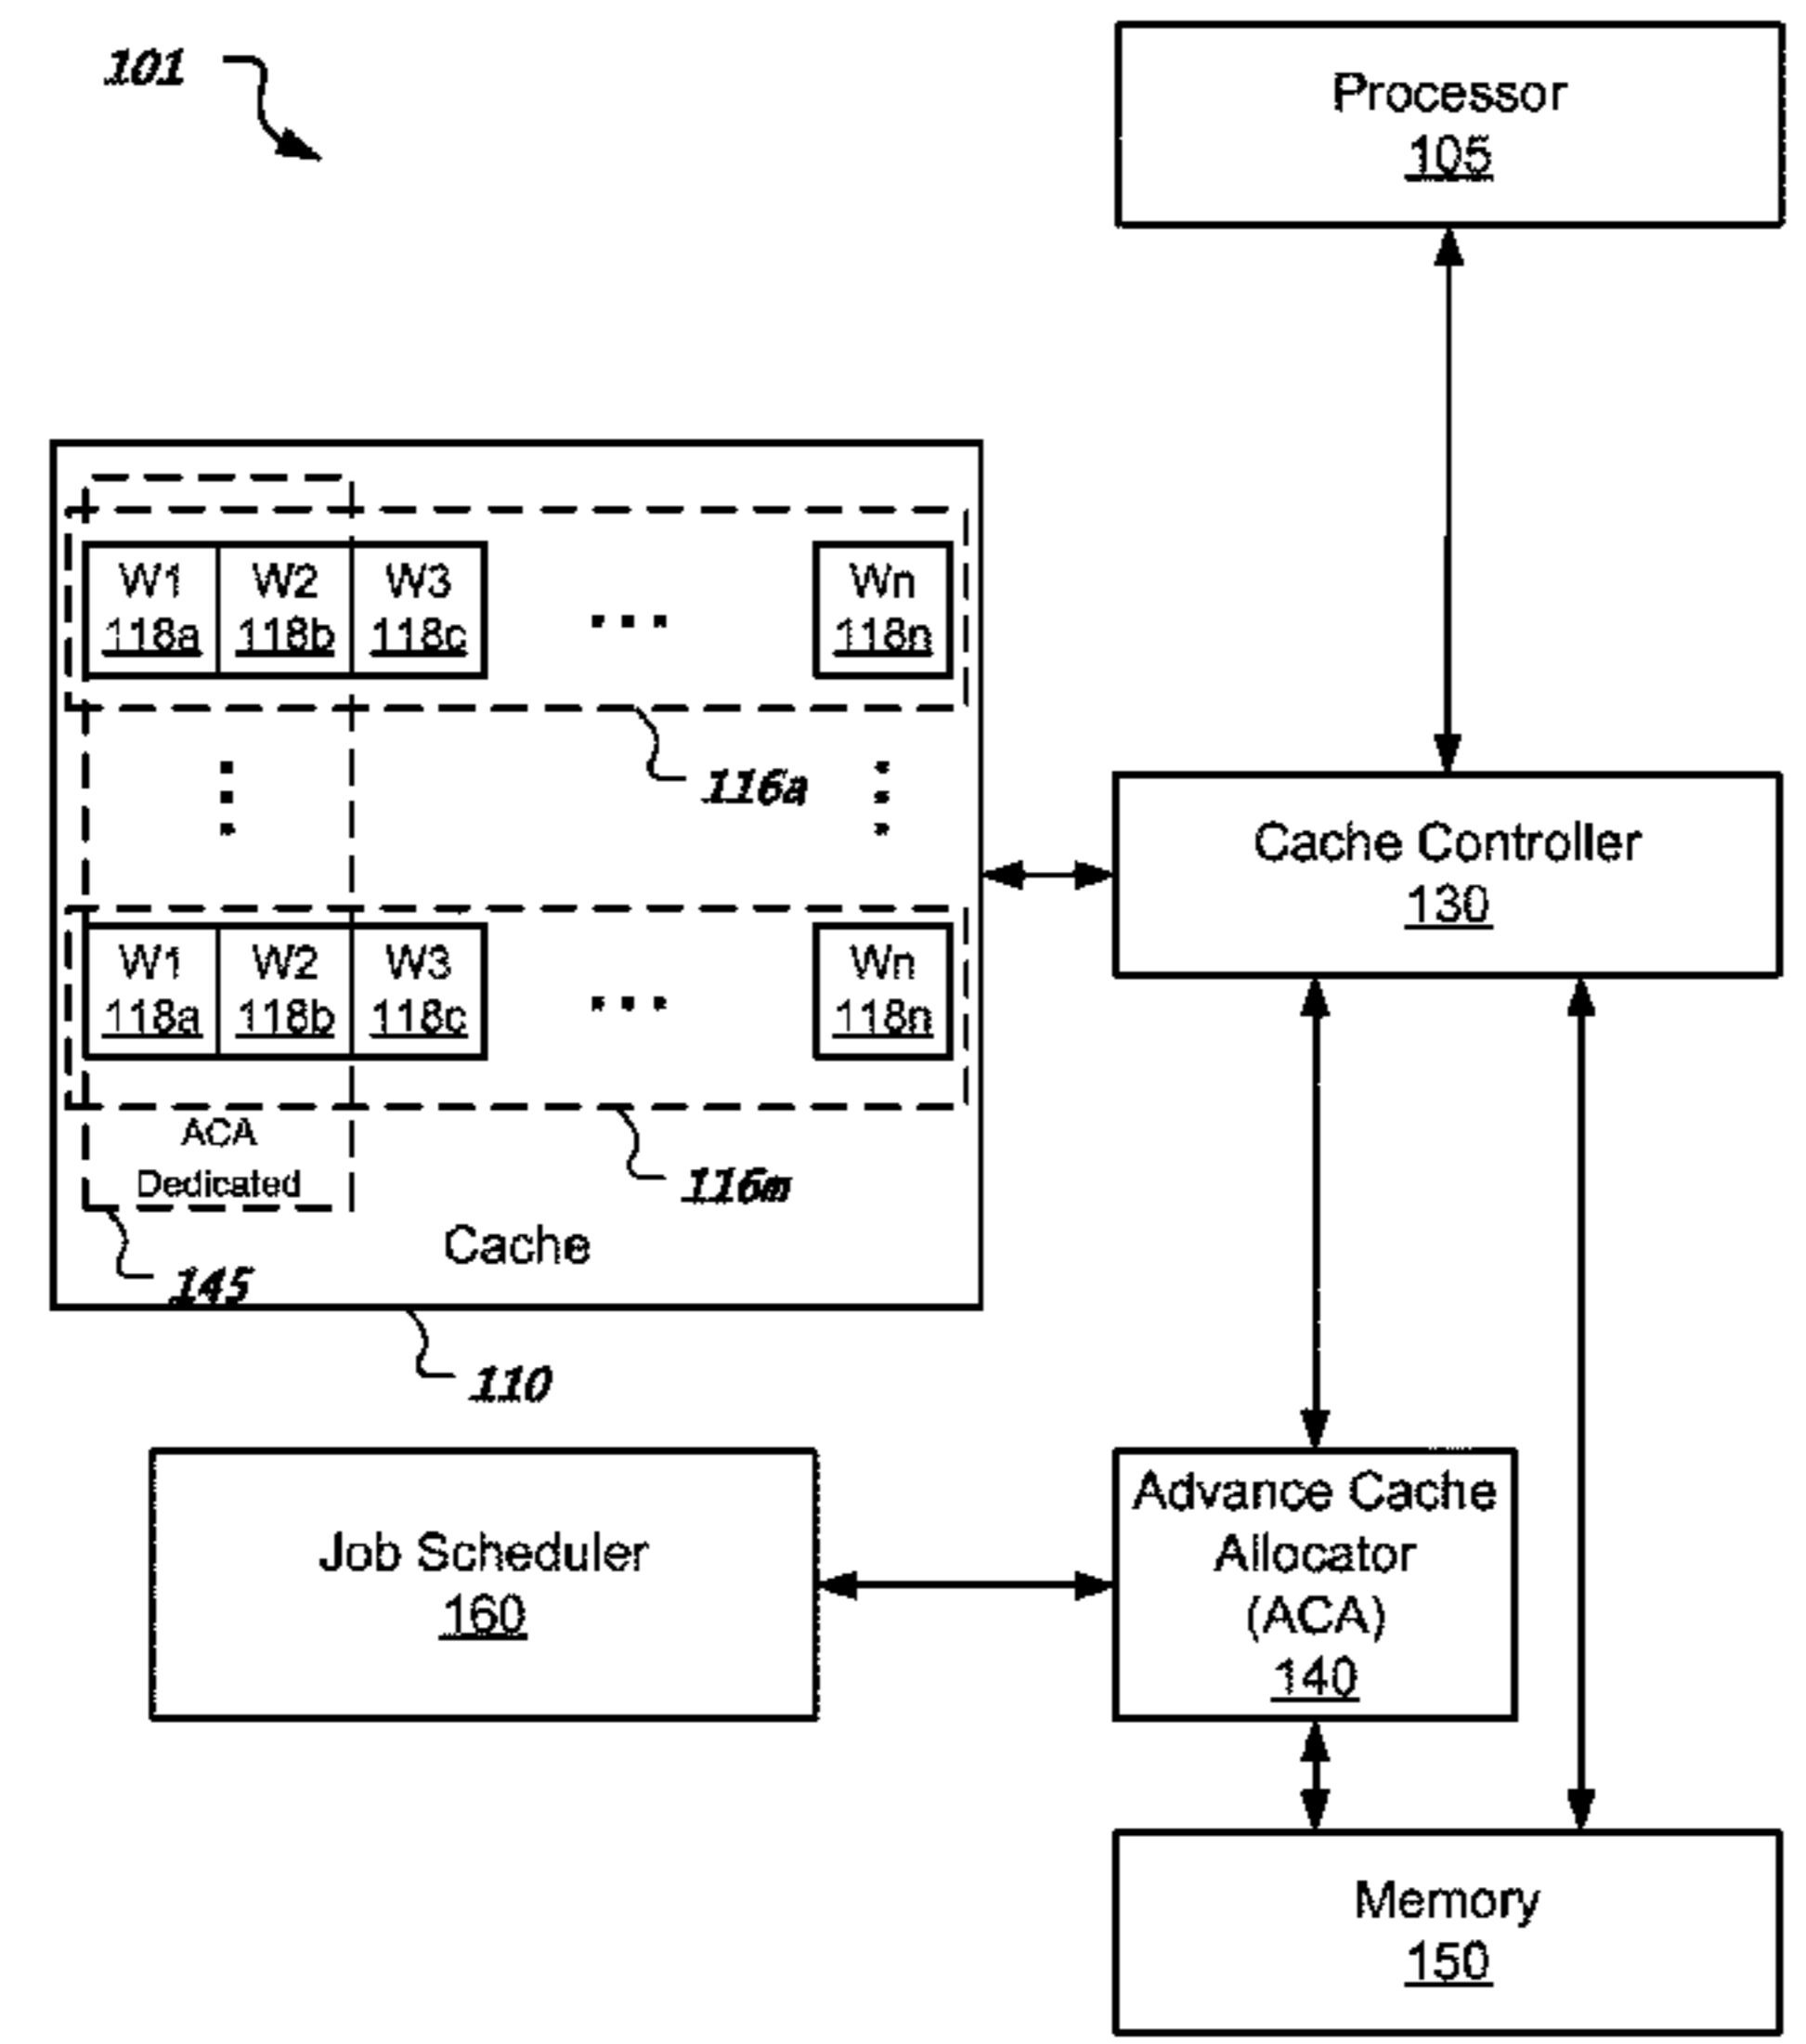 101
Processor
105
W1 W2 W3 ... Wn
118a 118b 118c 118n
116a
Cache Controller
130
W1 W2 W3 ... Wn
118a 118b 118c 118n
ACA
Dedicated
116m
Cache
145
110
Job Scheduler
160
Advance Cache
Allocator
(ACA)
140
Memory
150